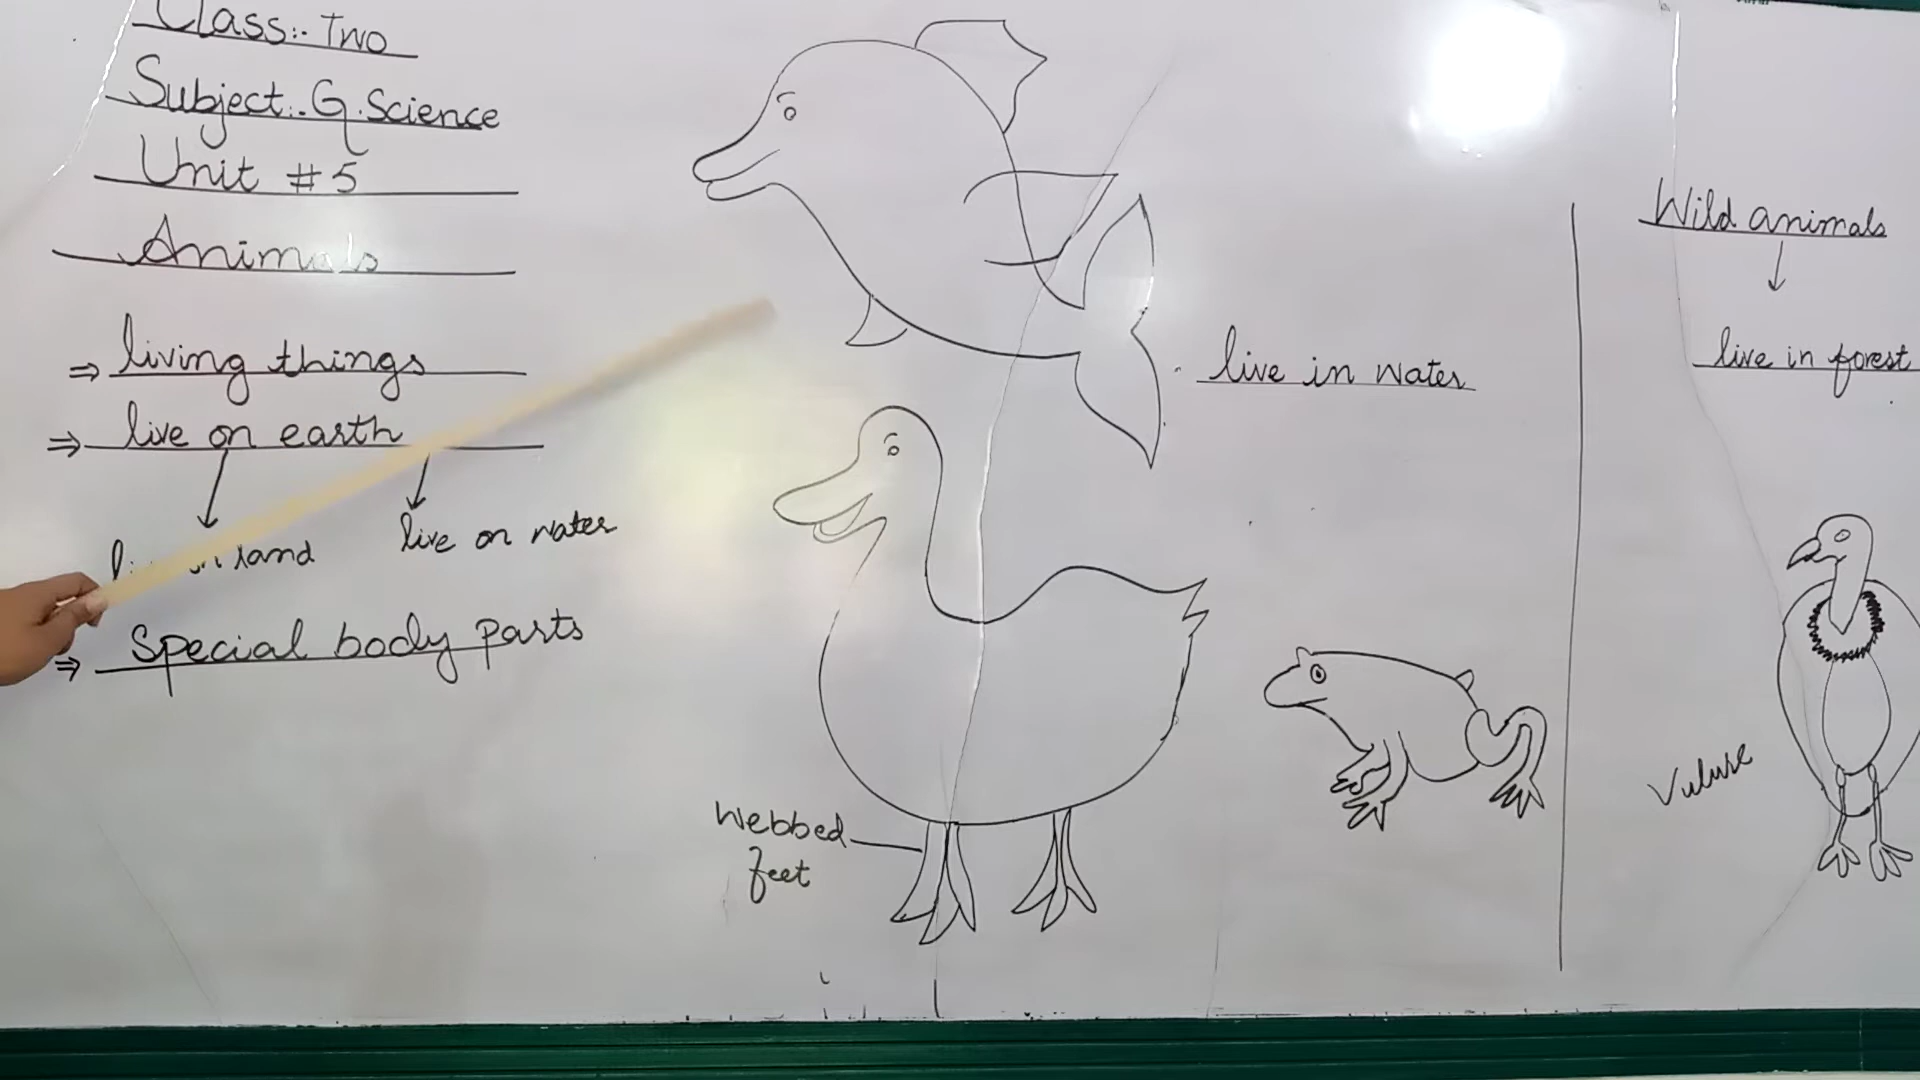 Class:- Two
Subject:- G.Science
Unit #5
Animals
⇒ living things
⇒ live on earth
land
live on water
⇒ special body parts
live in water
Webbed
feet
Wild animals
live in forest
Vulure